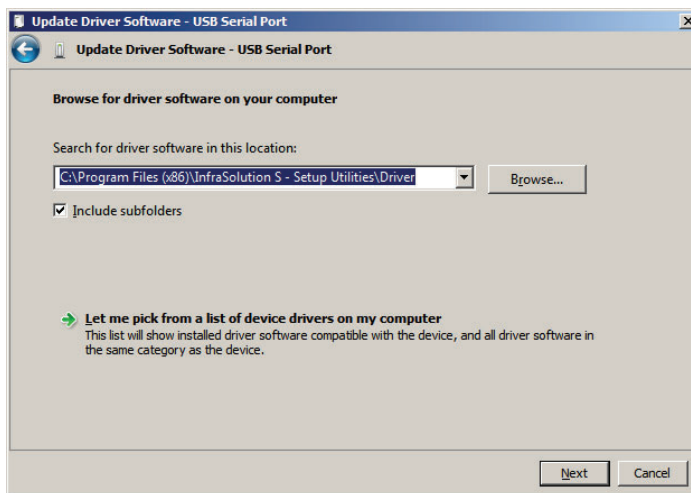 Update Driver Software - USB Serial Port
Update Driver Software - USB Serial Port
Browse for driver software on your computer
Search for driver software in this location:
C:\Program Files (x86)\InfraSolution S - Setup Utilities\Driver
Browse...
Include subfolders
Let me pick from a list of device drivers on my computer
This list will show installed driver software compatible with the device, and all driver software in
the same category as the device.
Next Cancel